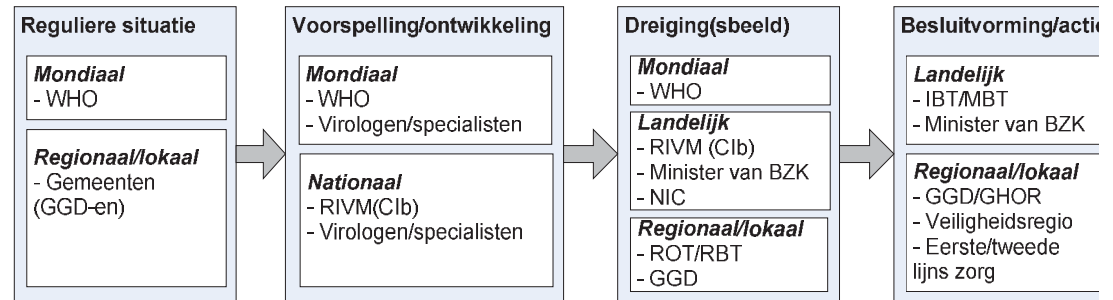 Reguliere situatie
Mondiaal
- WHO
Regionaal/lokaal
- Gemeenten
(GGD-en)
Voorspelling/ontwikkeling
Mondiaal
- WHO
- Virologen/specialisten
Nationaal
- RIVM(CIb)
- Virologen/specialisten
Dreiging(sbeeld)
Mondiaal
- WHO
Landelijk
- RIVM (CIb)
- Minister van BZK
- NIC
Regionaal/lokaal
- ROT/RBT
- GGD
Besluitvorming/actie
Landelijk
- IBT/MBT
- Minister van BZK
Regionaal/lokaal
- GGD/GHOR
- Veiligheidsregio
- Eerste/tweede
lijns zorg